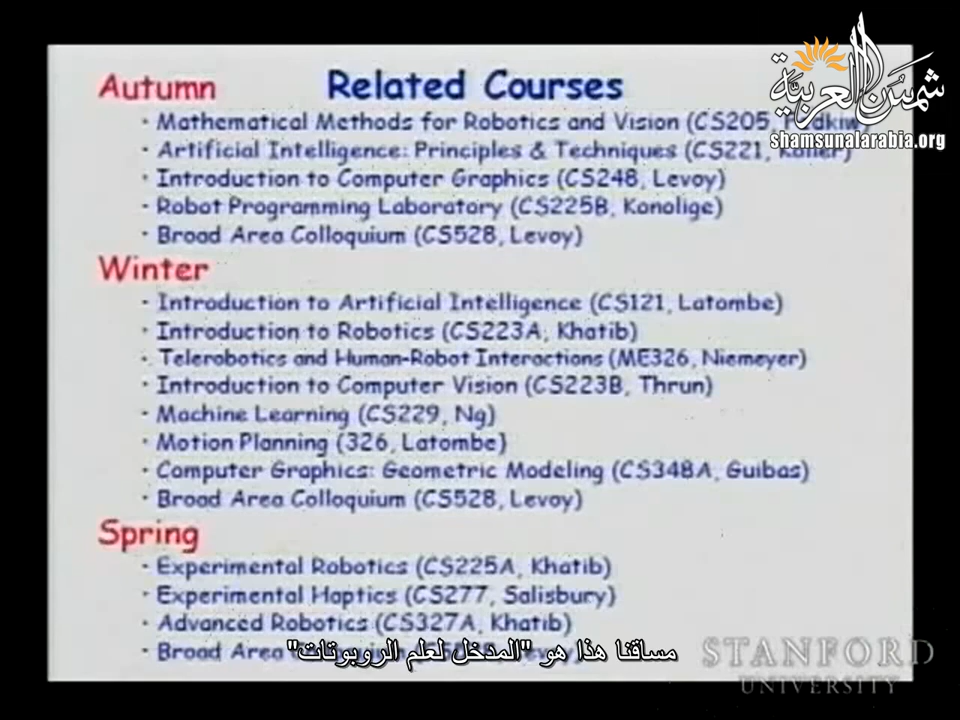 شمس العربية
shamsunalarabia.org
Related Courses
Autumn
· Mathematical Methods for Robotics and Vision (CS205,
· Artificial Intelligence: Principles & Techniques (CS221, Koller)
· Introduction to Computer Graphics (CS248, Levoy)
· Robot Programming Laboratory (CS225B, Konolige)
· Broad Area Colloquium (CS528, Levoy)
Winter
· Introduction to Artificial Intelligence (CS121, Latombe)
· Introduction to Robotics (CS223A, Khatib)
· Telerobotics and Human-Robot Interactions (ME326, Niemeyer)
· Introduction to Computer Vision (CS223B, Thrun)
· Machine Learning (CS229, Ng)
· Motion Planning (326, Latombe)
· Computer Graphics: Geometric Modeling (CS348A, Guibas)
· Broad Area Colloquium (CS528, Levoy)
Spring
· Experimental Robotics (CS225A, Khatib)
· Experimental Haptics (CS277, Salisbury)
· Advanced Robotics (CS327A, Khatib)
· Broad Area
مساقنا هذا هو "المدخل لعلم الروبوتات"
STANFORD
UNIVERSITY